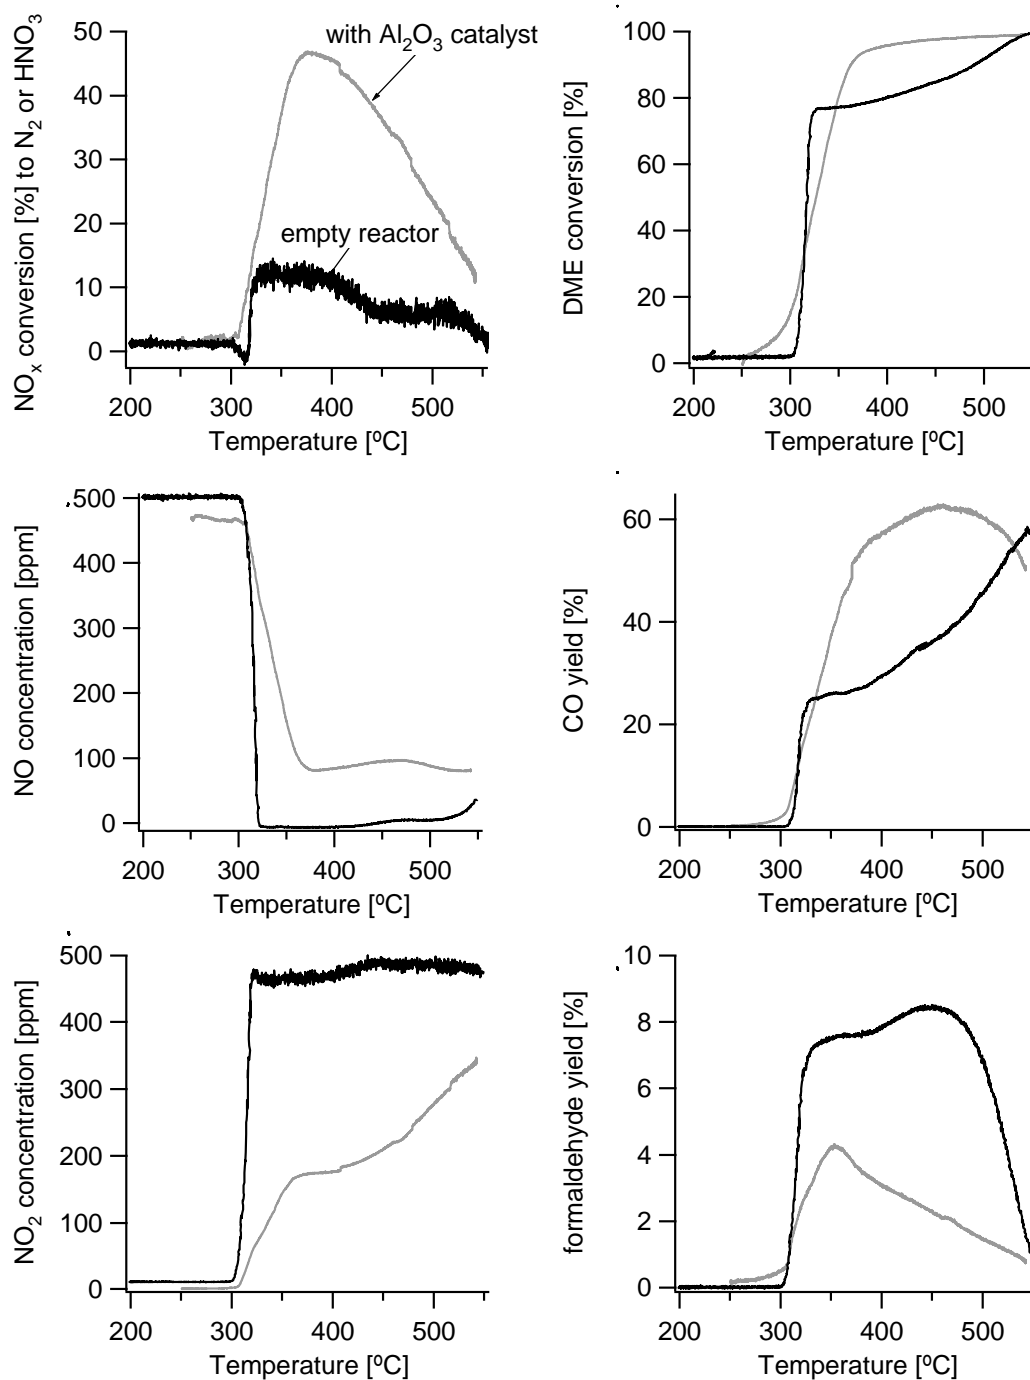 NOx conversion [%] to N2 or HNO3
50
40
30
20
10
0
with Al2O3 catalyst
empty reactor
200 300 400 500
Temperature [ºC]
DME conversion [%]
100
80
60
40
20
0
200 300 400 500
Temperature [ºC]
NO concentration [ppm]
500
400
300
200
100
0
200 300 400 500
Temperature [ºC]
CO yield [%]
60
40
20
0
200 300 400 500
Temperature [ºC]
NO2 concentration [ppm]
500
400
300
200
100
0
200 300 400 500
Temperature [ºC]
formaldehyde yield [%]
10
8
6
4
2
0
200 300 400 500
Temperature [ºC]